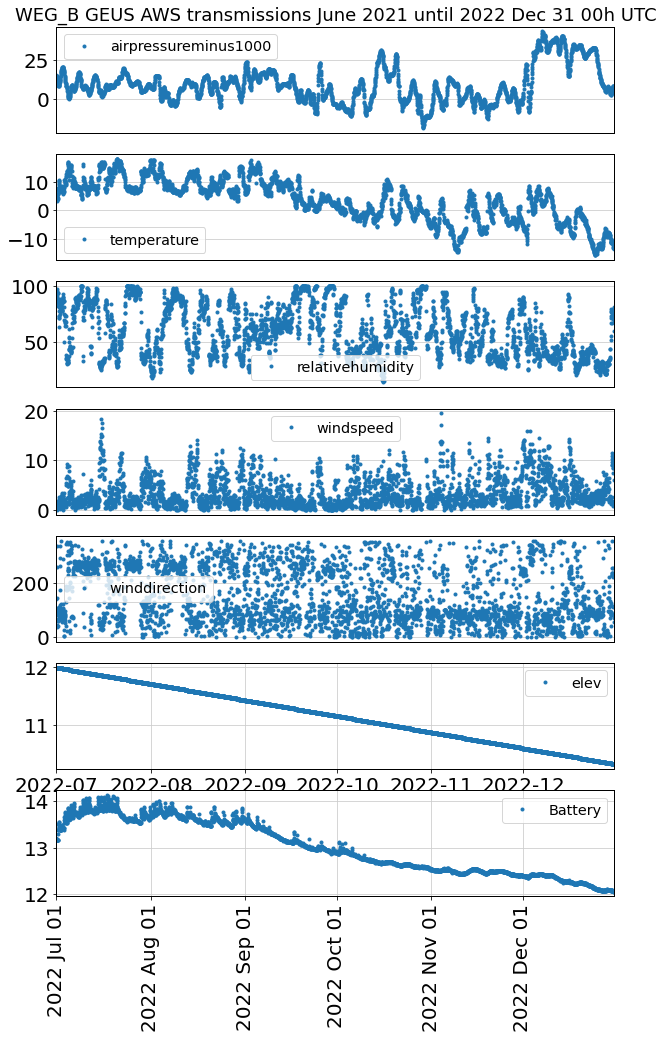 WEG_B GEUS AWS transmissions June 2021 until 2022 Dec 31 00h UTC
25
0
airpressureminus1000
10
0
−10
temperature
100
50
relativehumidity
20
10
0
windspeed
200
0
winddirection
12
11
elev
2022-07 2022-08 2022-09 2022-10 2022-11 2022-12
14
13
12
Battery
2022 Jul 01
2022 Aug 01
2022 Sep 01
2022 Oct 01
2022 Nov 01
2022 Dec 01